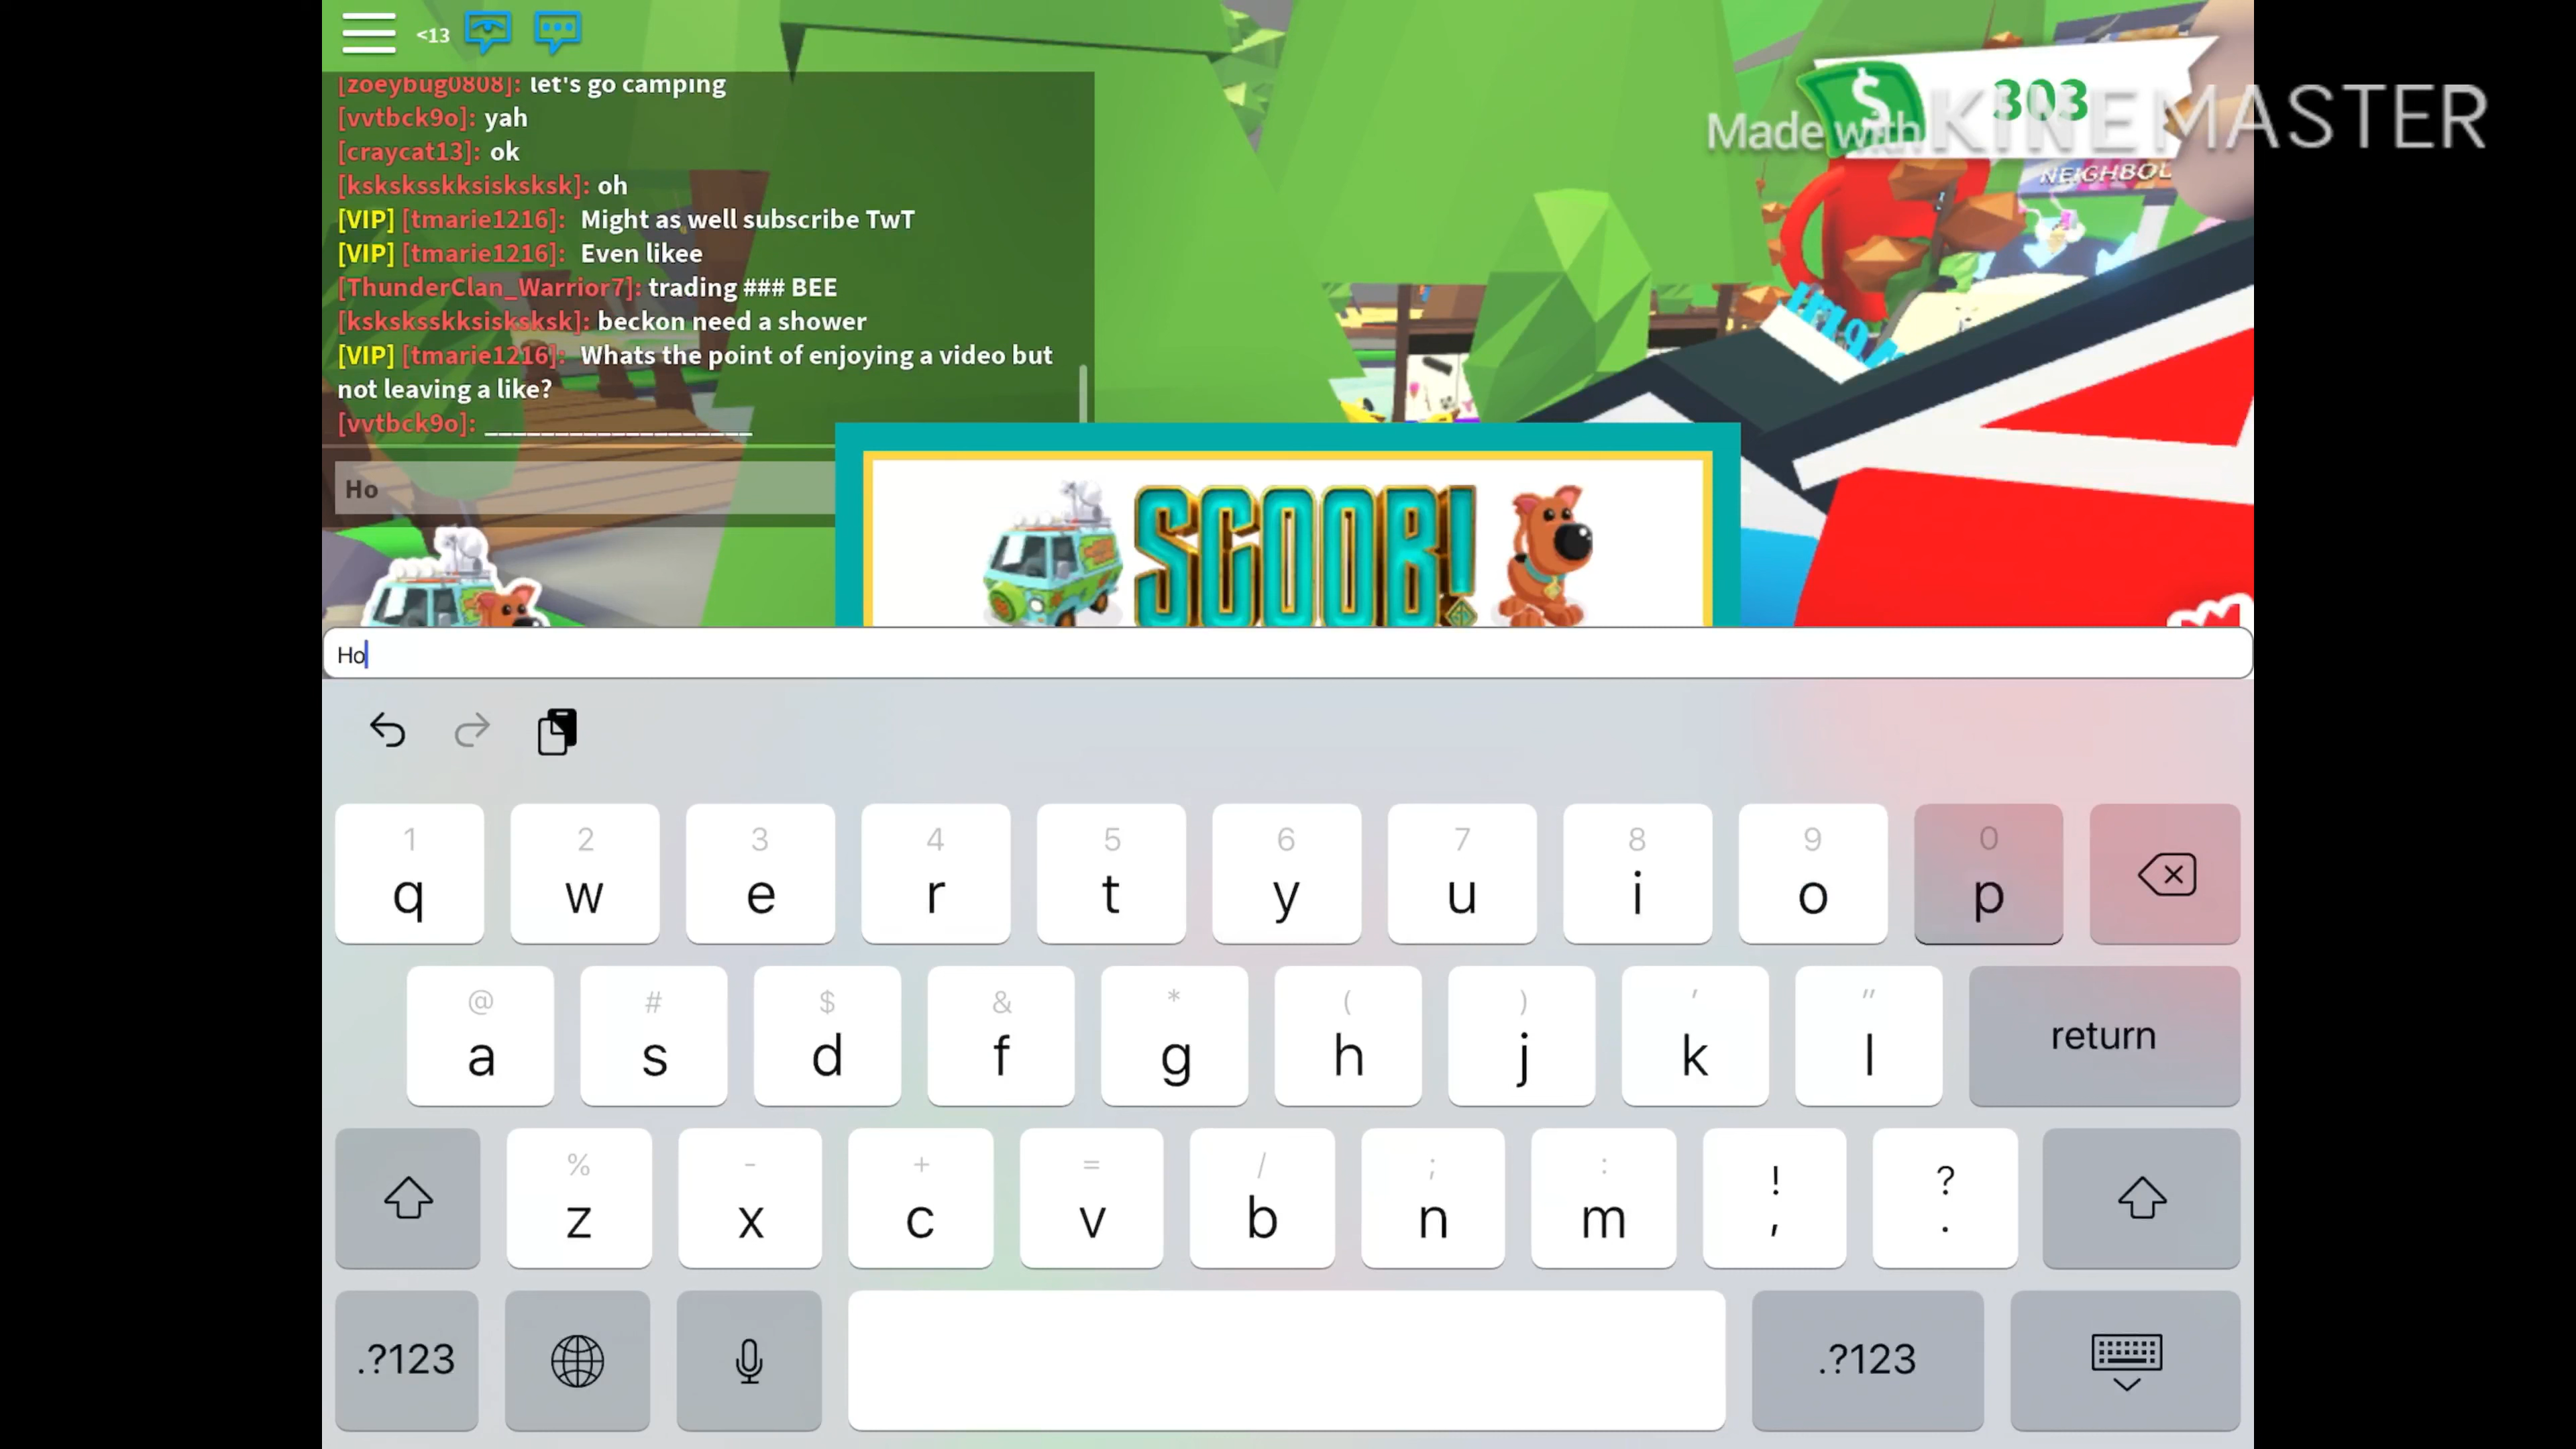 <13
[zoeybug0808]: let's go camping
[vvtbck9o]: yah
[craycat13]: ok
[ksksksskksisksksk]: oh
[VIP] [tmarie1216]: Might as well subscribe TwT
[VIP] [tmarie1216]: Even likee
[ThunderClan_Warrior7]: trading ### BEE
[ksksksskksisksksk]: beckon need a shower
[VIP] [tmarie1216]: Whats the point of enjoying a video but
not leaving a like?
[vvtbck9o]: ___________________
Ho
$ 303
Made with KINEMASTER
NEIGHBOL
SCOOB!
Ho
1 2 3 4 5 6 7 8 9 0
q w e r t y u i o p
@ # $ & * ( ) ' "
a s d f g h j k l return
% - + = / ; : ! ?
z x c v b n m , .
.?123 .?123